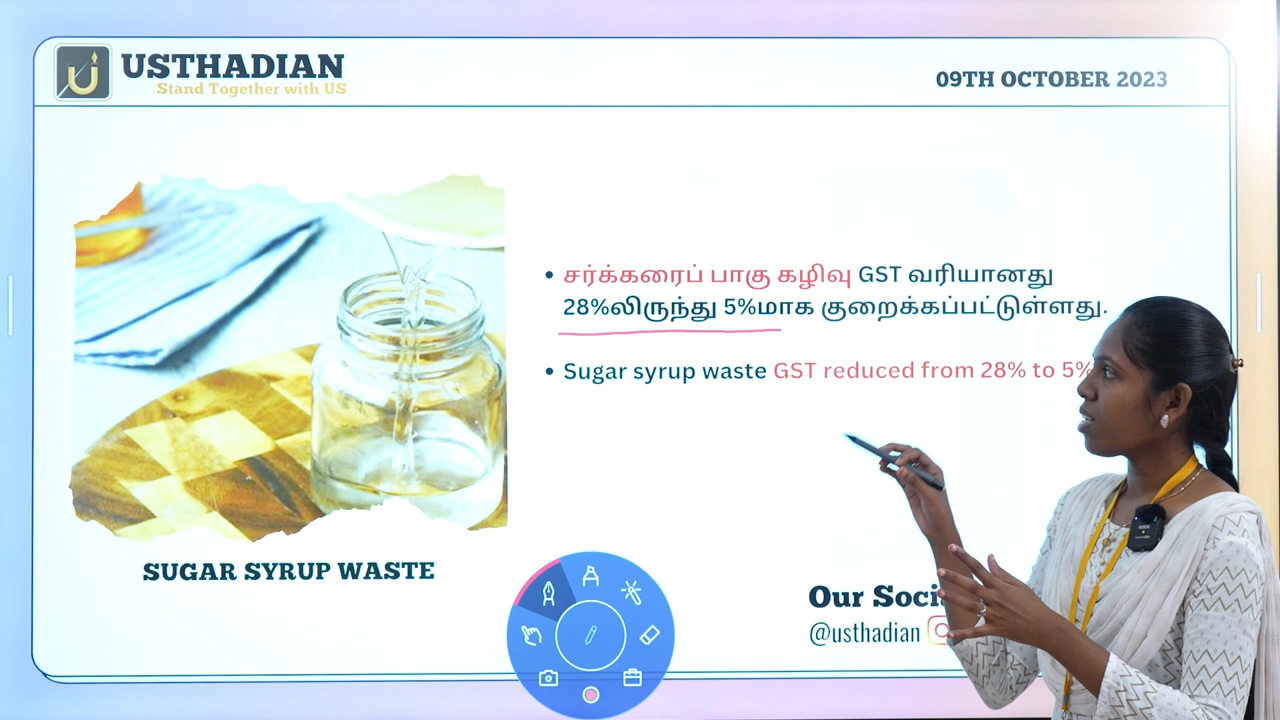 USTHADIAN
Stand Together with US
09TH OCTOBER 2023
• சர்க்கரைப் பாகு கழிவு GST வரியானது
28%லிருந்து 5%மாக குறைக்கப்பட்டுள்ளது.
• Sugar syrup waste GST reduced from 28% to 5%
SUGAR SYRUP WASTE
Our
@usthadian